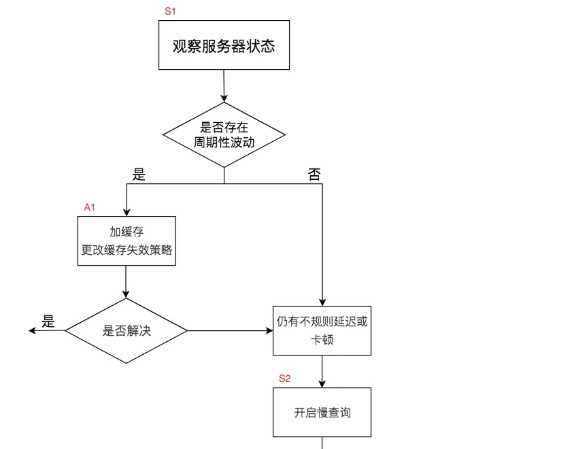 S1
观察服务器状态
是否存在
周期性波动
是
否
A1
加缓存
更改缓存失效策略
是
是否解决
仍有不规则延迟或
卡顿
S2
开启慢查询